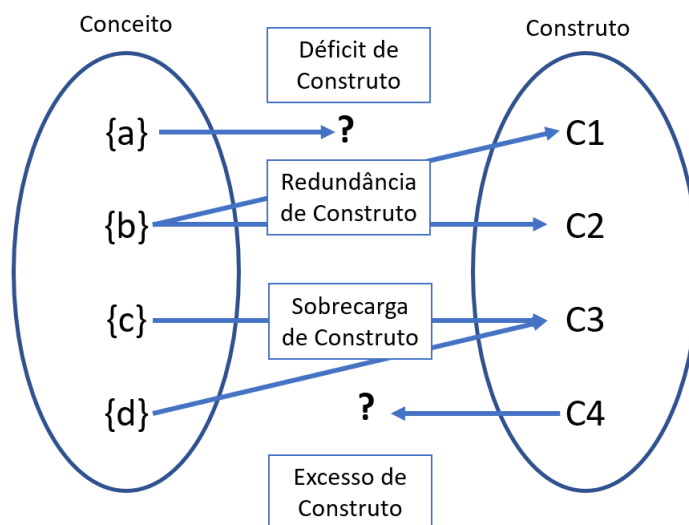 Conceito
Déficit de
Construto
Construto
{a}
?
C1
Redundância
de Construto
{b}
C2
{c}
Sobrecarga
de Construto
C3
{d}
?
C4
Excesso de
Construto